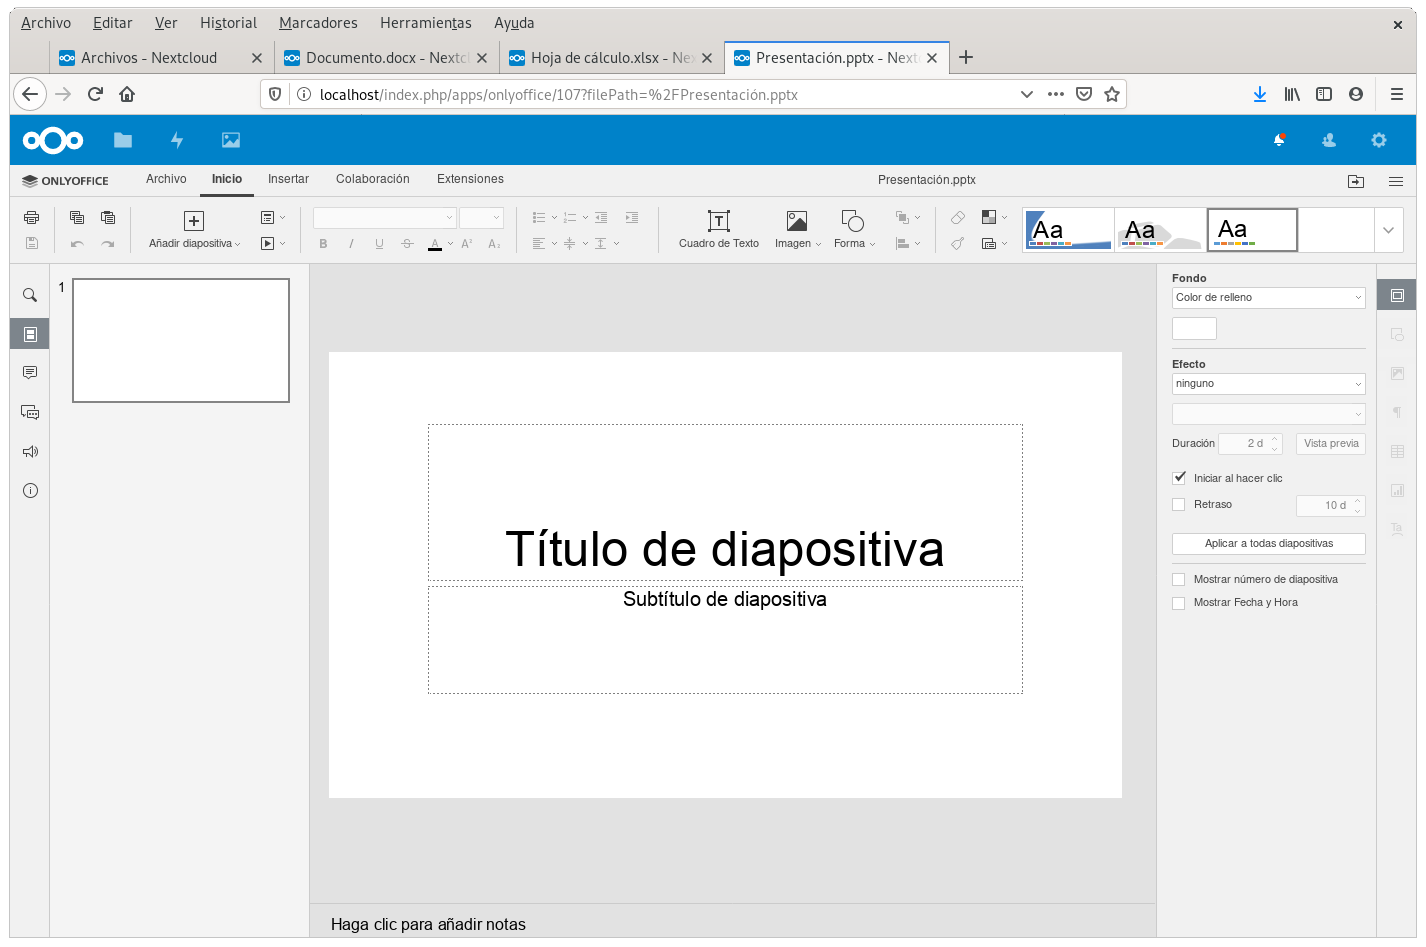 Archivo Editar Ver Historial Marcadores Herramientas Ayuda
Archivos - Nextcloud Documento.docx - Nextcl Hoja de cálculo.xlsx - Nex Presentación.pptx - Next
localhost/index.php/apps/onlyoffice/107?filePath=%2FPresentación.pptx
ONLYOFFICE Archivo Inicio Insertar Colaboración Extensiones Presentación.pptx
Añadir diapositiva Cuadro de Texto Imagen Forma
Aa Aa Aa
1
Título de diapositiva
Subtítulo de diapositiva
Haga clic para añadir notas
Fondo
Color de relleno
Efecto
ninguno
Duración 2 d Vista previa
Iniciar al hacer clic
Retraso 10 d
Aplicar a todas diapositivas
Mostrar número de diapositiva
Mostrar Fecha y Hora